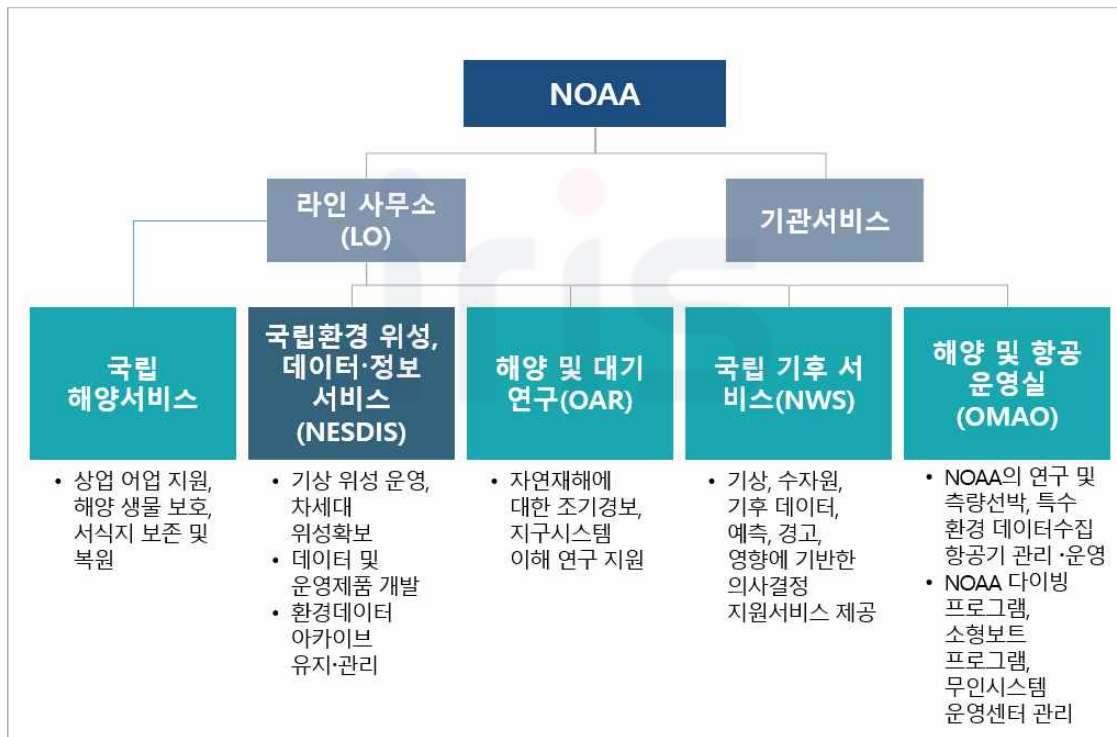 NOAA
라인 사무소
(LO)
기관서비스
국립
해양서비스
국립환경 위성,
데이터·정보
서비스
(NESDIS)
해양 및 대기
연구(OAR)
국립 기후 서
비스(NWS)
해양 및 항공
운영실
(OMAO)
• 상업 어업 지원,
해양 생물 보호,
서식지 보존 및
복원
• 기상 위성 운영,
차세대
위성확보
• 데이터 및
운영제품 개발
• 환경데이터
아카이브
유지·관리
• 자연재해에
대한 조기경보,
지구시스템
이해 연구 지원
• 기상, 수자원,
기후 데이터,
예측, 경고,
영향에 기반한
의사결정
지원서비스 제공
• NOAA의 연구 및
측량선박, 특수
환경 데이터수집
항공기 관리 ·운영
• NOAA 다이빙
프로그램,
소형보트
프로그램,
무인시스템
운영센터 관리
iris